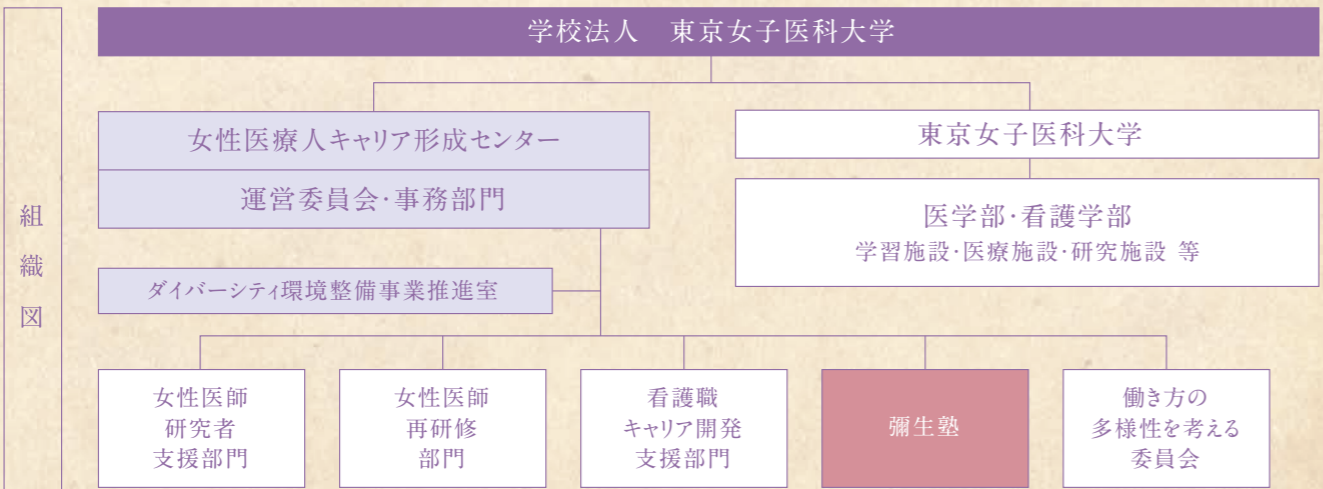 組織図
学校法人　東京女子医科大学
女性医療人キャリア形成センター
運営委員会·事務部門
東京女子医科大学
医学部·看護学部
学習施設·医療施設·研究施設 等
ダイバーシティ環境整備事業推進室
女性医師
研究者
支援部門
女性医師
再研修
部門
看護職
キャリア開発
支援部門
彌生塾
働き方の
多様性を考える
委員会